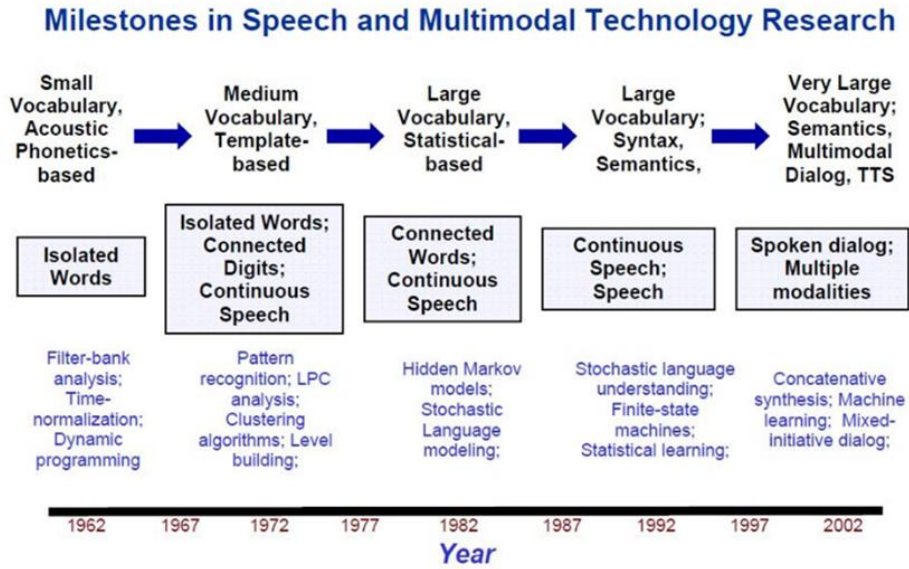 Milestones in Speech and Multimodal Technology Research
Small
Vocabulary,
Acoustic
Phonetics-
based
Medium
Vocabulary,
Template-
based
Large
Vocabulary,
Statistical-
based
Large
Vocabulary;
Syntax,
Semantics,
Very Large
Vocabulary;
Semantics,
Multimodal
Dialog, TTS
Isolated
Words
Isolated Words;
Connected
Digits;
Continuous
Speech
Connected
Words;
Continuous
Speech
Continuous
Speech;
Speech
Spoken dialog;
Multiple
modalities
Filter-bank
analysis;
Time-
normalization;
Dynamic
programming
Pattern
recognition; LPC
analysis;
Clustering
algorithms; Level
building;
Hidden Markov
models;
Stochastic
Language
modeling;
Stochastic language
understanding;
Finite-state
machines;
Statistical learning;
Concatenative
synthesis; Machine
learning; Mixed-
initiative dialog;
1962 1967 1972 1977 1982 1987 1992 1997 2002
Year